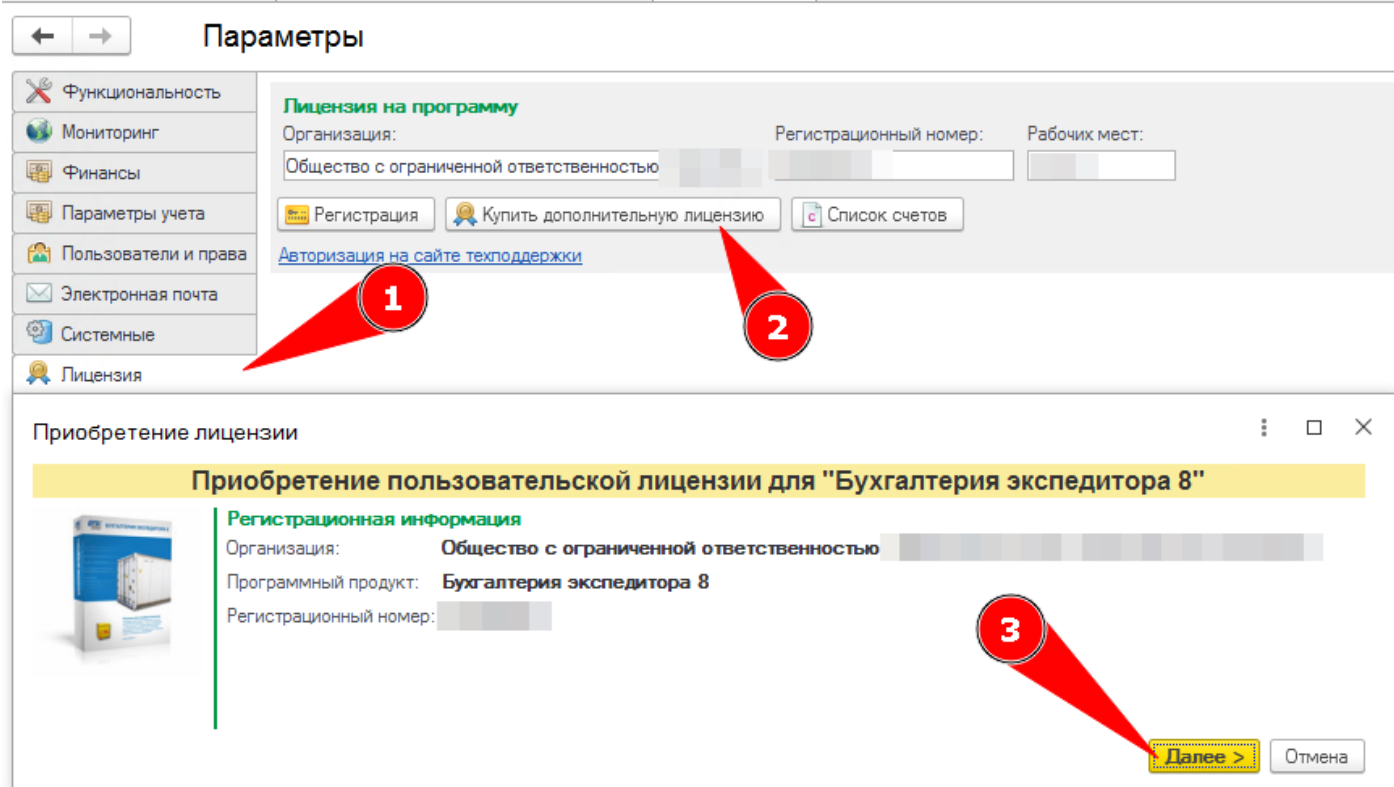 Параметры
Функциональность
Мониторинг
Финансы
Параметры учета
Пользователи и права
Электронная почта
Системные
Лицензия
Лицензия на программу
Организация: Регистрационный номер: Рабочих мест:
Общество с ограниченной ответственностью
Регистрация Купить дополнительную лицензию Список счетов
Авторизация на сайте техподдержки
1
2
Приобретение лицензии
Приобретение пользовательской лицензии для "Бухгалтерия экспедитора 8"
Регистрационная информация
Организация: Общество с ограниченной ответственностью
Программный продукт: Бухгалтерия экспедитора 8
Регистрационный номер:
3
Далее > Отмена